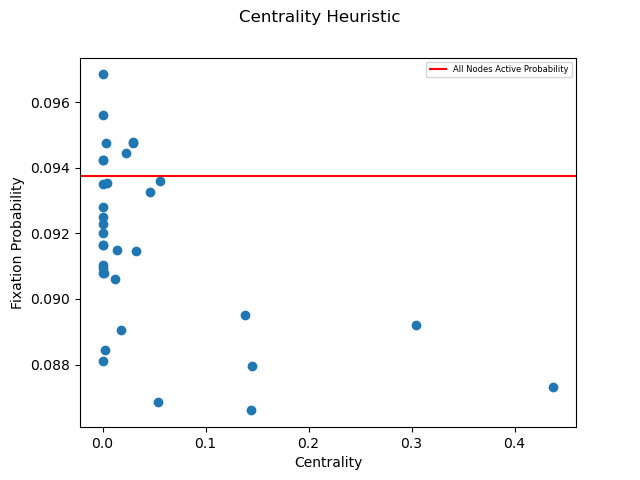 Centrality Heuristic
All Nodes Active Probability
Fixation Probability
0.096
0.094
0.092
0.090
0.088
0.0 0.1 0.2 0.3 0.4
Centrality